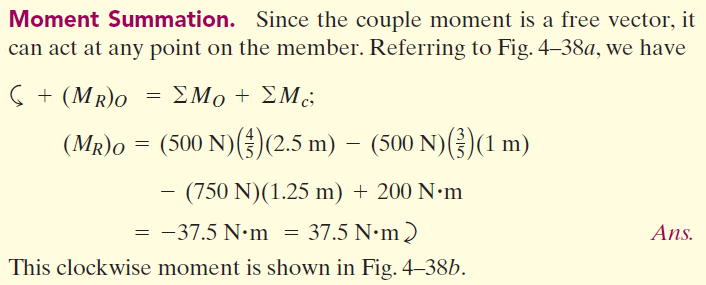 Moment Summation. Since the couple moment is a free vector, it
can act at any point on the member. Referring to Fig. 4–38a, we have
⤹ + (MR)O = ΣMO + ΣMc;
(MR)O = (500 N)(4/5)(2.5 m) − (500 N)(3/5)(1 m)
− (750 N)(1.25 m) + 200 N·m
= −37.5 N·m = 37.5 N·m⤸ Ans.
This clockwise moment is shown in Fig. 4–38b.